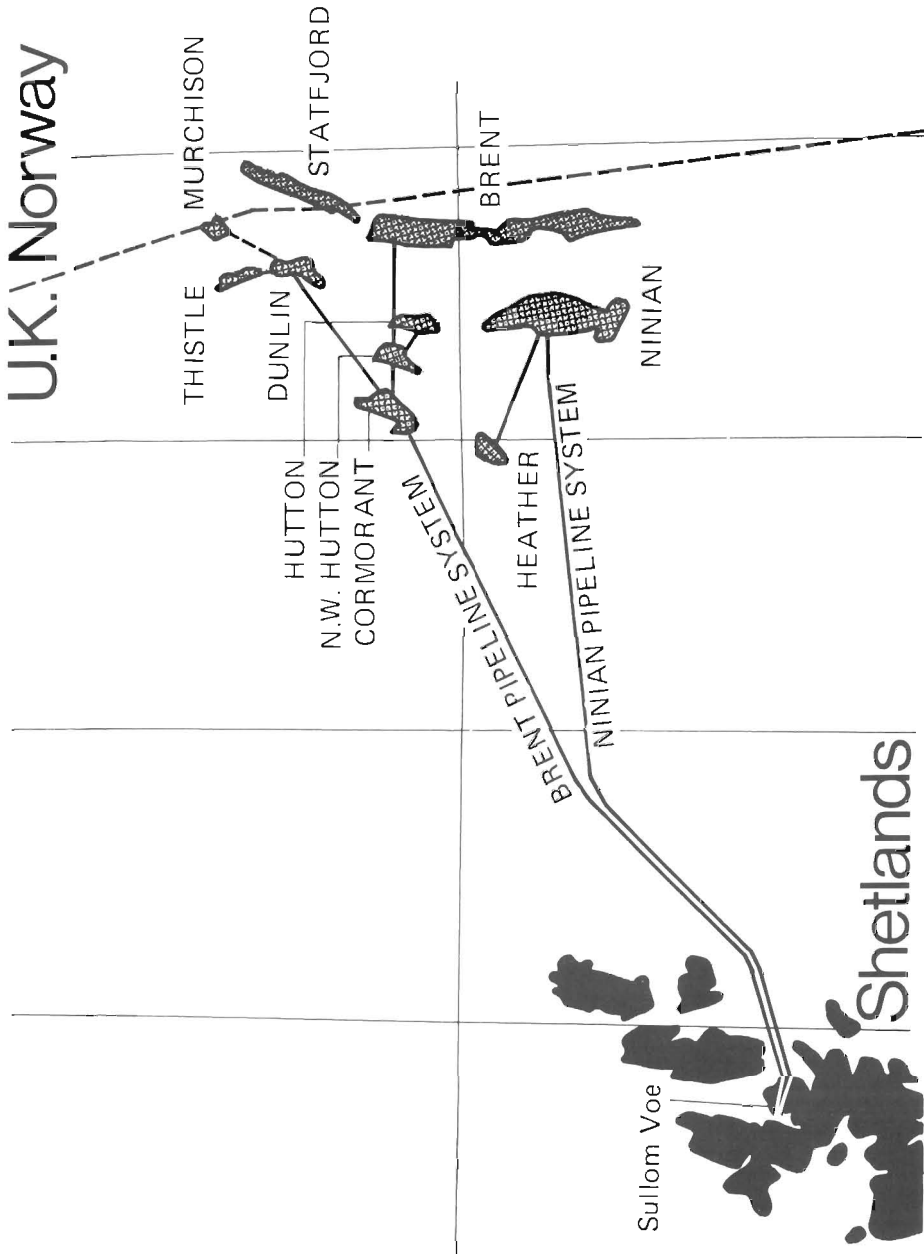 U.K. Norway
MURCHISON
THISTLE
STATFJORD
DUNLIN
HUTTON
N.W. HUTTON
CORMORANT
BRENT
BRENT PIPELINE SYSTEM
HEATHER
NINIAN
NINIAN PIPELINE SYSTEM
Sullom Voe
Shetlands